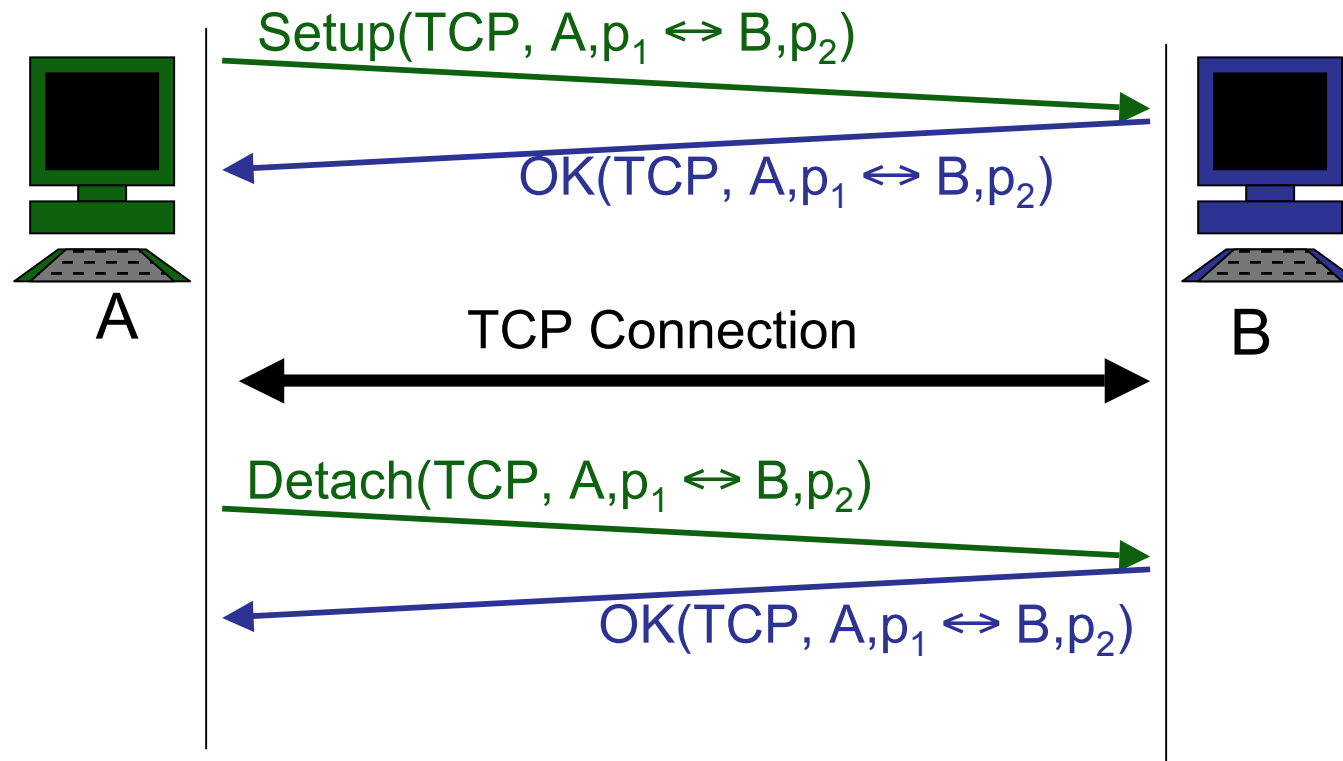 Setup(TCP, A,p₁ ⇔ B,p₂)
OK(TCP, A,p₁ ⇔ B,p₂)
A
TCP Connection
B
Detach(TCP, A,p₁ ⇔ B,p₂)
OK(TCP, A,p₁ ⇔ B,p₂)